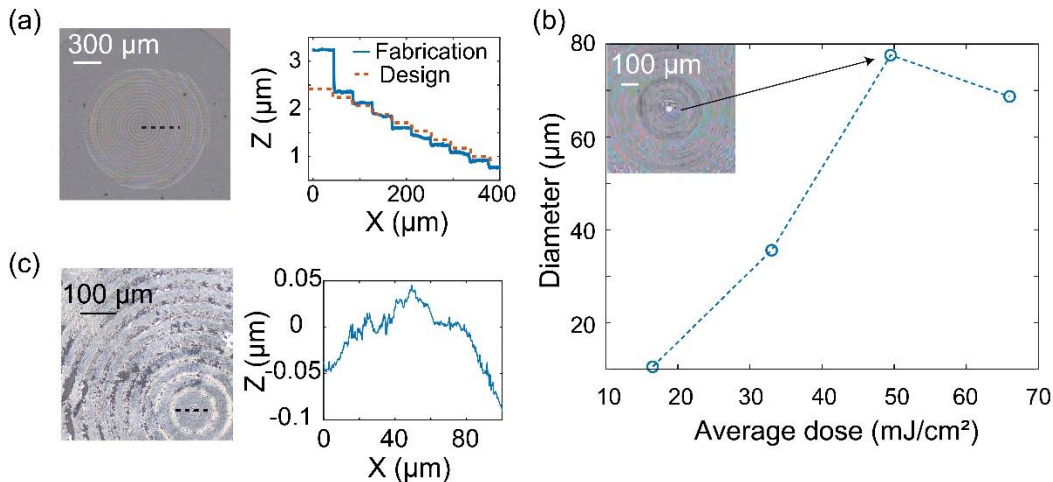 (a)
300 µm
Fabrication
Design
Z (µm)
3
2
1
0
200
400
X (µm)
(b)
100 µm
Diameter (µm)
80
60
40
20
10
20
30
40
50
60
70
Average dose (mJ/cm²)
(c)
100 µm
Z (µm)
0.05
0
-0.05
-0.1
0
40
80
X (µm)